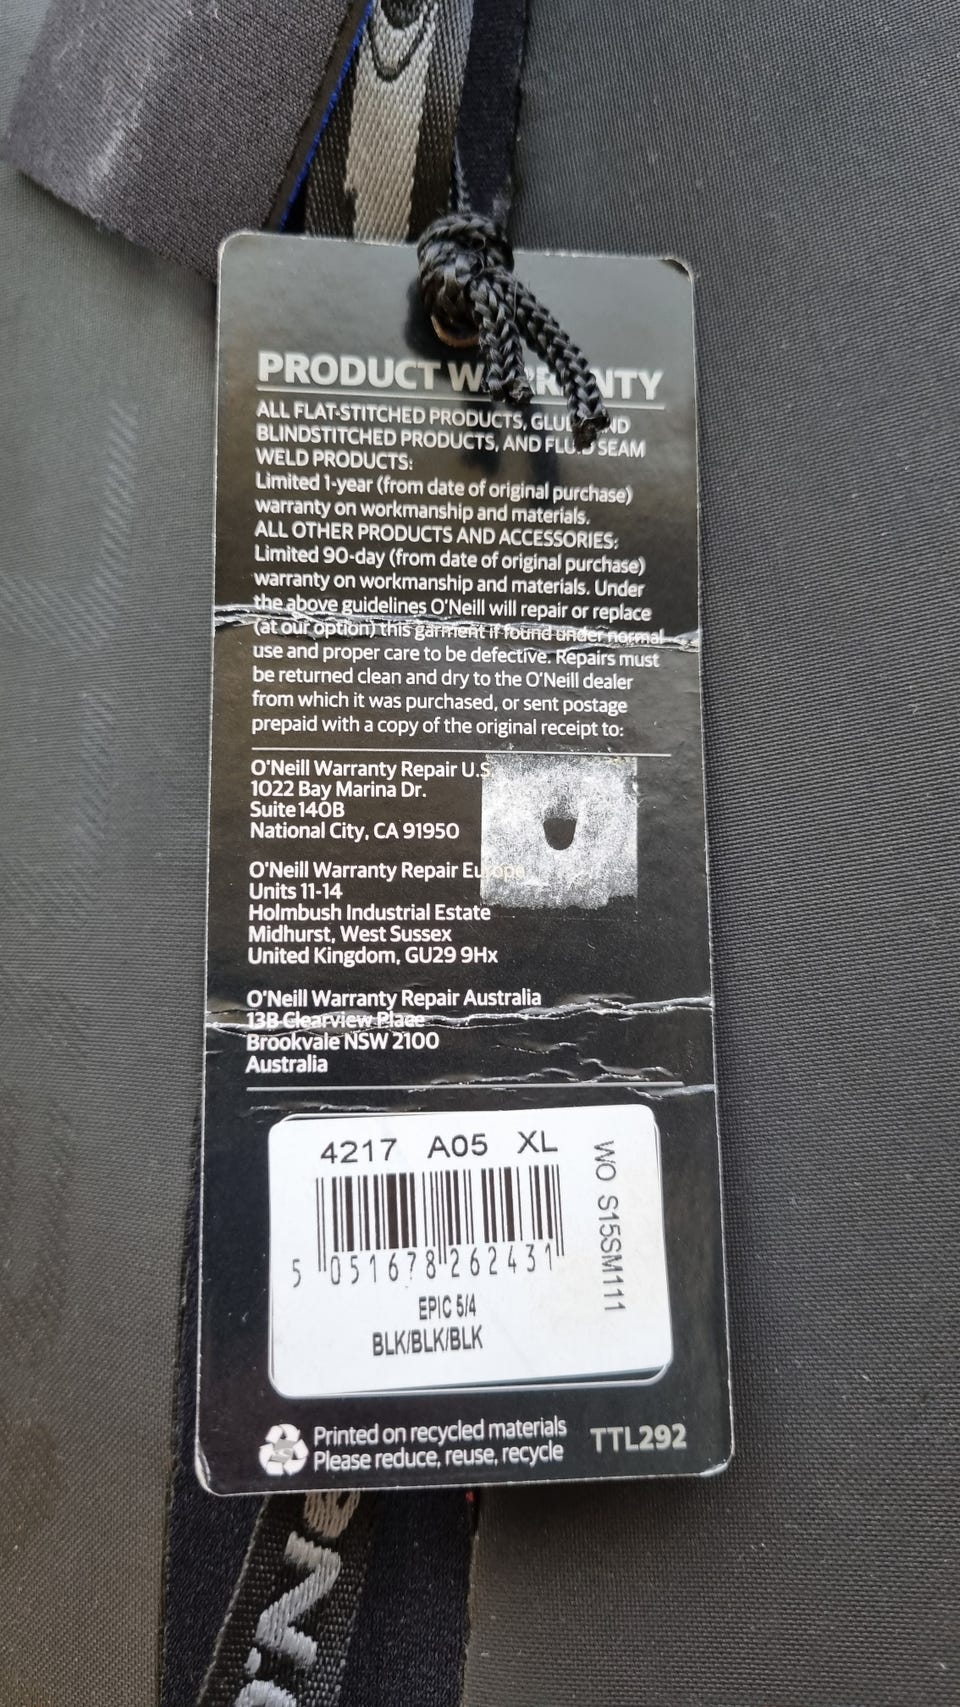 PRODUCT WARRANTY
ALL FLAT-STITCHED PRODUCTS, GLUED AND
BLINDSTITCHED PRODUCTS, AND FLUID SEAM
WELD PRODUCTS:
Limited 1-year (from date of original purchase)
warranty on workmanship and materials.
ALL OTHER PRODUCTS AND ACCESSORIES:
Limited 90-day (from date of original purchase)
warranty on workmanship and materials. Under
the above guidelines O'Neill will repair or replace
(at our option) this garment if found under normal
use and proper care to be defective. Repairs must
be returned clean and dry to the O'Neill dealer
from which it was purchased, or sent postage
prepaid with a copy of the original receipt to:
O'Neill Warranty Repair U.S.
1022 Bay Marina Dr.
Suite 140B
National City, CA 91950
O'Neill Warranty Repair Europe
Units 11-14
Holmbush Industrial Estate
Midhurst, West Sussex
United Kingdom, GU29 9Hx
O'Neill Warranty Repair Australia
13B Clearview Place
Brookvale NSW 2100
Australia
4217 A05 XL
WO S15SM111
5 051678 262431
EPIC 5/4
BLK/BLK/BLK
Printed on recycled materials
Please reduce, reuse, recycle
TTL292